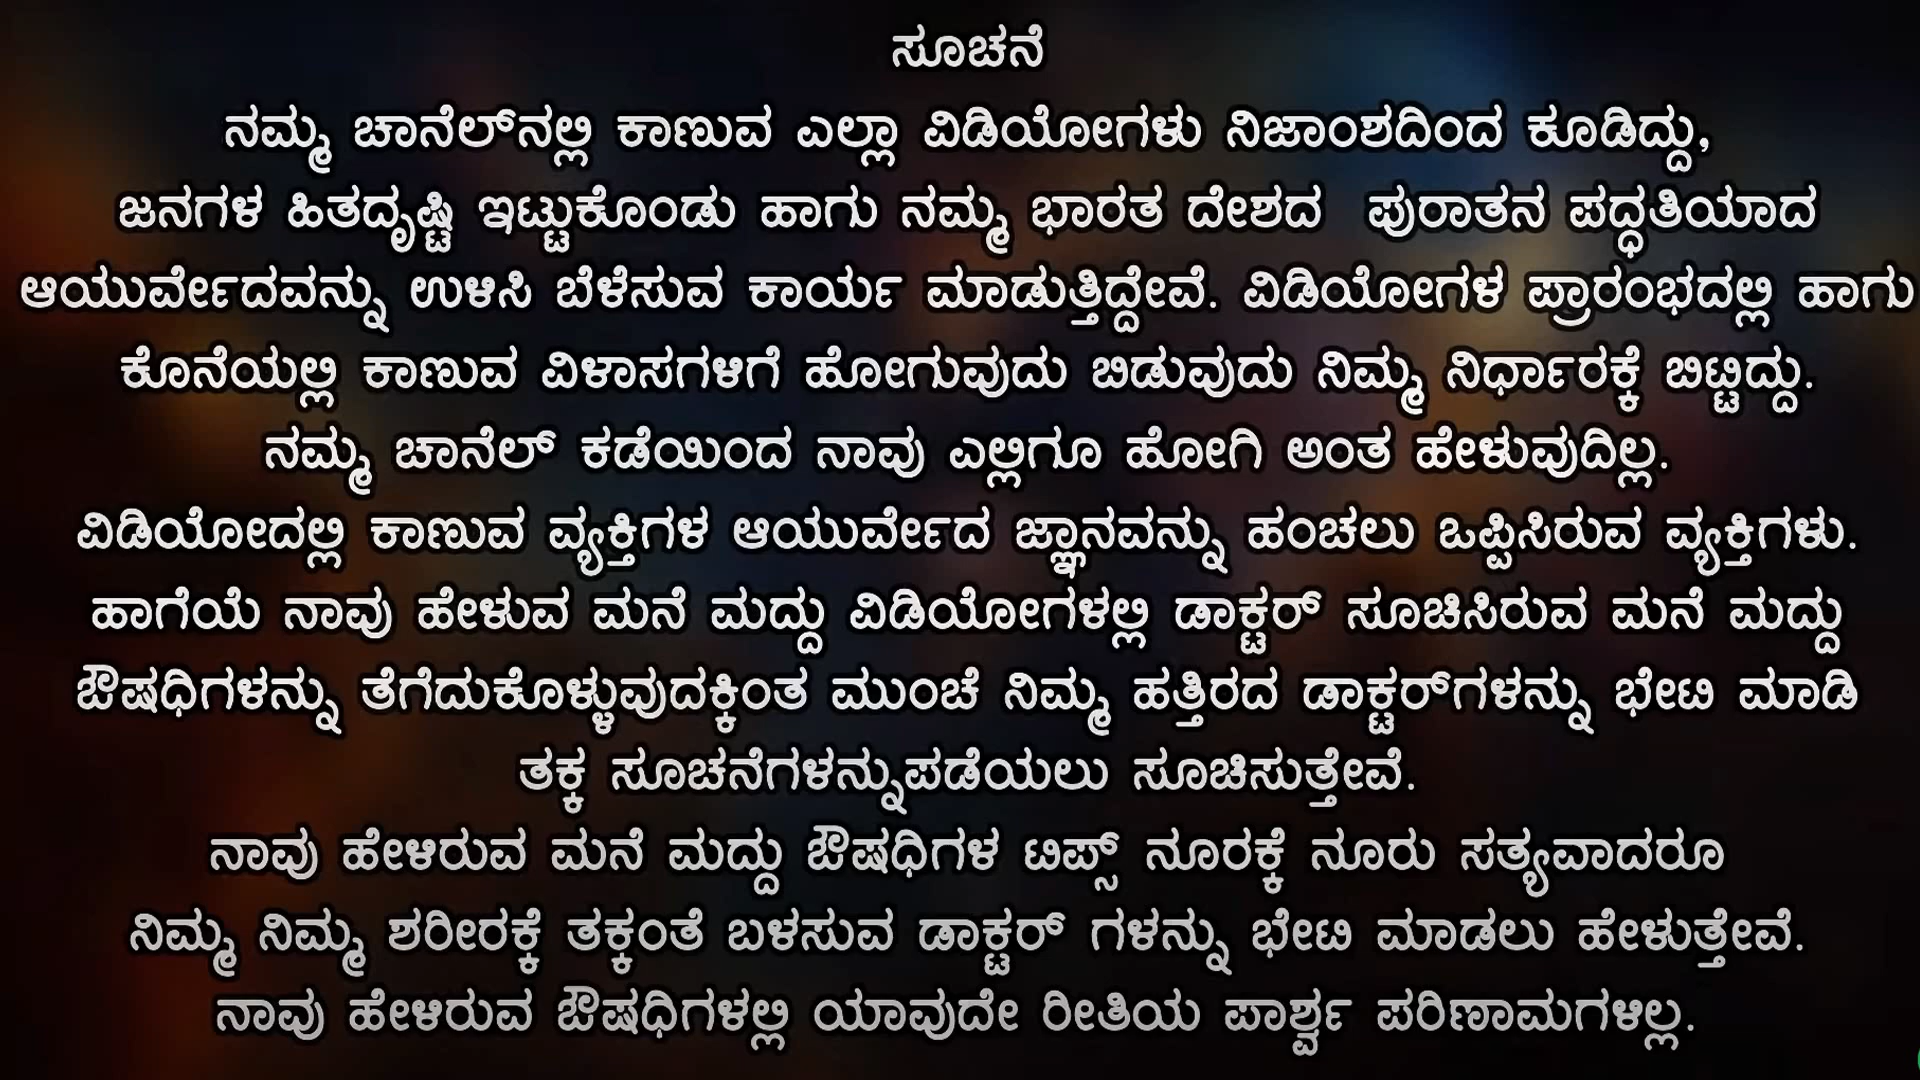 ಸೂಚನೆ
ನಮ್ಮ ಚಾನೆಲ್‌ನಲ್ಲಿ ಕಾಣುವ ಎಲ್ಲಾ ವಿಡಿಯೋಗಳು ನಿಜಾಂಶದಿಂದ ಕೂಡಿದ್ದು,
ಜನಗಳ ಹಿತದೃಷ್ಟಿ ಇಟ್ಟುಕೊಂಡು ಹಾಗು ನಮ್ಮ ಭಾರತ ದೇಶದ ಪುರಾತನ ಪದ್ಧತಿಯಾದ
ಆಯುರ್ವೇದವನ್ನು ಉಳಿಸಿ ಬೆಳೆಸುವ ಕಾರ್ಯ ಮಾಡುತ್ತಿದ್ದೇವೆ. ವಿಡಿಯೋಗಳ ಪ್ರಾರಂಭದಲ್ಲಿ ಹಾಗು
ಕೊನೆಯಲ್ಲಿ ಕಾಣುವ ವಿಳಾಸಗಳಿಗೆ ಹೋಗುವುದು ಬಿಡುವುದು ನಿಮ್ಮ ನಿರ್ಧಾರಕ್ಕೆ ಬಿಟ್ಟಿದ್ದು.
ನಮ್ಮ ಚಾನೆಲ್ ಕಡೆಯಿಂದ ನಾವು ಎಲ್ಲಿಗೂ ಹೋಗಿ ಅಂತ ಹೇಳುವುದಿಲ್ಲ.
ವಿಡಿಯೋದಲ್ಲಿ ಕಾಣುವ ವ್ಯಕ್ತಿಗಳ ಆಯುರ್ವೇದ ಜ್ಞಾನವನ್ನು ಹಂಚಲು ಒಪ್ಪಿಸಿರುವ ವ್ಯಕ್ತಿಗಳು.
ಹಾಗೆಯೆ ನಾವು ಹೇಳುವ ಮನೆ ಮದ್ದು ವಿಡಿಯೋಗಳಲ್ಲಿ ಡಾಕ್ಟರ್ ಸೂಚಿಸಿರುವ ಮನೆ ಮದ್ದು
ಔಷಧಿಗಳನ್ನು ತೆಗೆದುಕೊಳ್ಳುವುದಕ್ಕಿಂತ ಮುಂಚೆ ನಿಮ್ಮ ಹತ್ತಿರದ ಡಾಕ್ಟರ್‌ಗಳನ್ನು ಭೇಟಿ ಮಾಡಿ
ತಕ್ಕ ಸೂಚನೆಗಳನ್ನುಪಡೆಯಲು ಸೂಚಿಸುತ್ತೇವೆ.
ನಾವು ಹೇಳಿರುವ ಮನೆ ಮದ್ದು ಔಷಧಿಗಳ ಟಿಪ್ಸ್ ನೂರಕ್ಕೆ ನೂರು ಸತ್ಯವಾದರೂ
ನಿಮ್ಮ ನಿಮ್ಮ ಶರೀರಕ್ಕೆ ತಕ್ಕಂತೆ ಬಳಸುವ ಡಾಕ್ಟರ್ ಗಳನ್ನು ಭೇಟಿ ಮಾಡಲು ಹೇಳುತ್ತೇವೆ.
ನಾವು ಹೇಳಿರುವ ಔಷಧಿಗಳಲ್ಲಿ ಯಾವುದೇ ರೀತಿಯ ಪಾರ್ಶ್ವ ಪರಿಣಾಮಗಳಿಲ್ಲ.